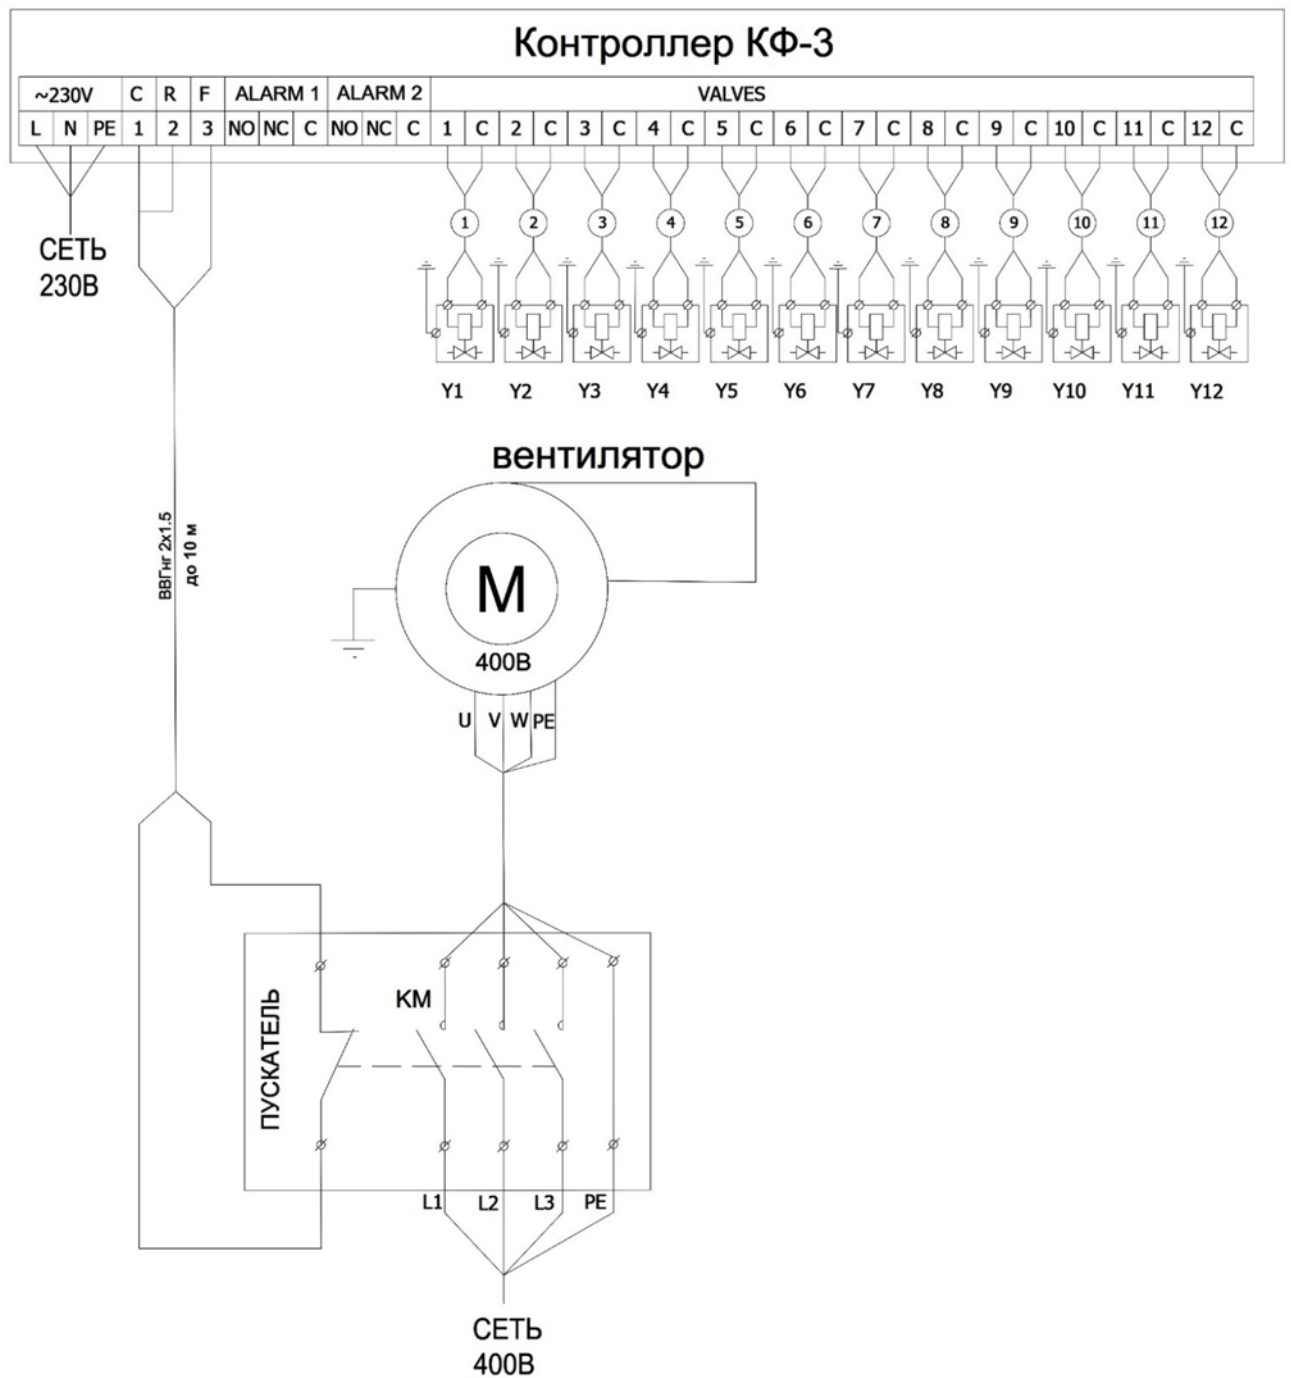 Контроллер КФ-3
~230V C R F ALARM 1 ALARM 2 VALVES
L N PE 1 2 3 NO NC C NO NC C 1 C 2 C 3 C 4 C 5 C 6 C 7 C 8 C 9 C 10 C 11 C 12 C
1 2 3 4 5 6 7 8 9 10 11 12
СЕТЬ
230В
Y1 Y2 Y3 Y4 Y5 Y6 Y7 Y8 Y9 Y10 Y11 Y12
вентилятор
ВВГнг 2х1.5
до 10 м
М
400В
U V W PE
КМ
ПУСКАТЕЛЬ
L1 L2 L3 PE
СЕТЬ
400В